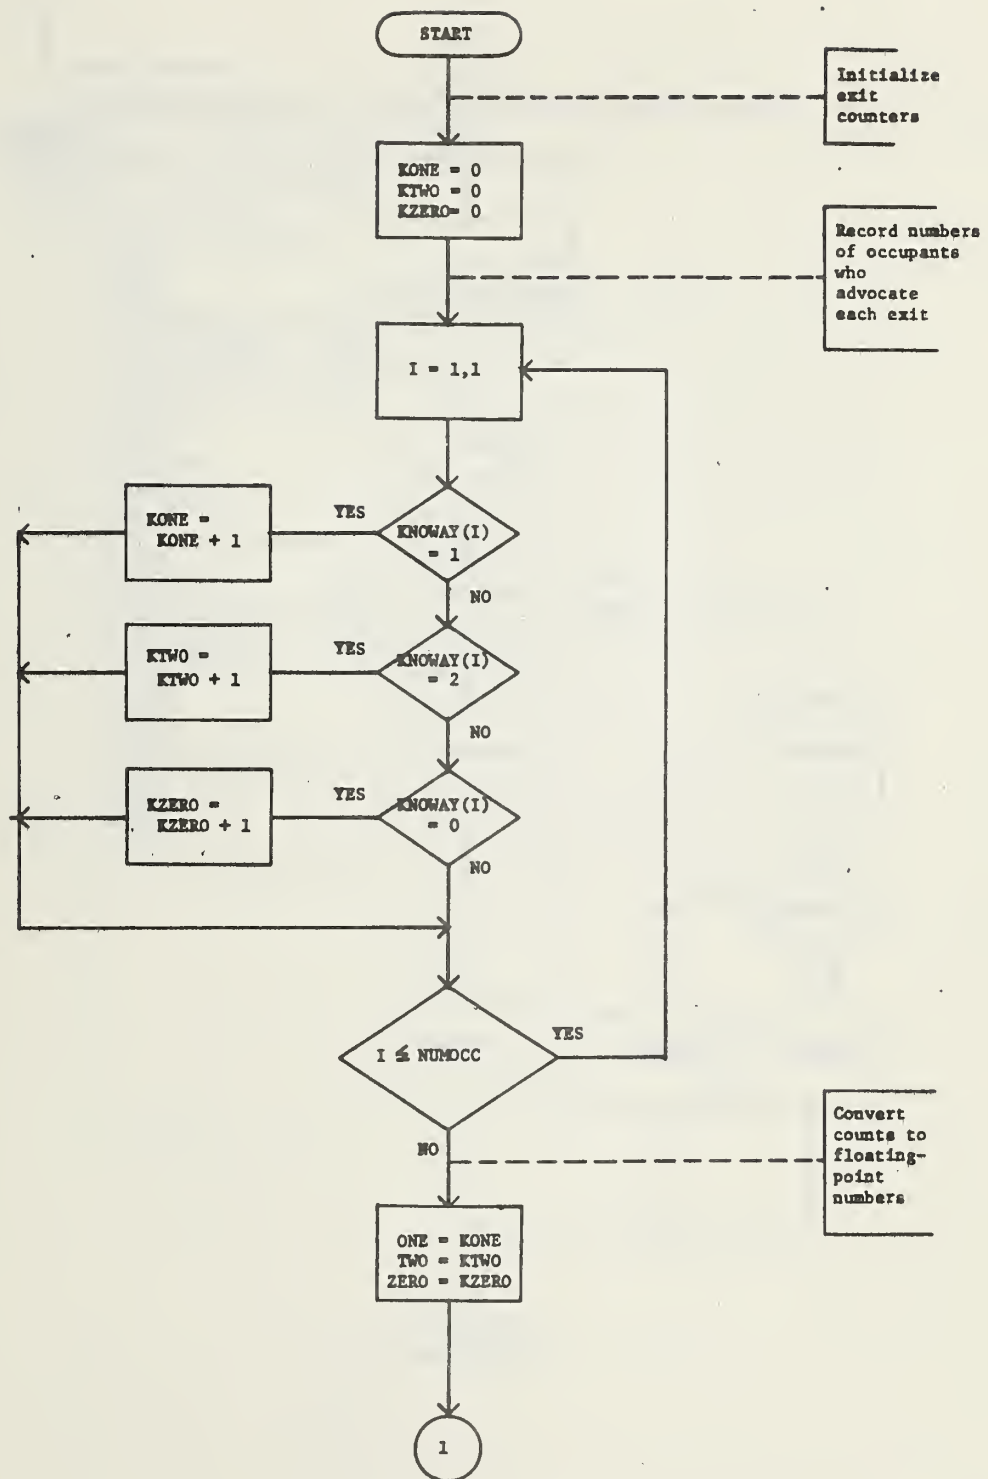 START
Initialize
exit
counters
KONE = 0
KTWO = 0
KZERO= 0
Record numbers
of occupants
who
advocate
each exit
I = 1,1
KONE =
KONE + 1
YES
KNOWAY(I)
= 1
NO
KTWO =
KTWO + 1
YES
KNOWAY(I)
= 2
NO
KZERO =
KZERO + 1
YES
KNOWAY(I)
= 0
NO
I ≦ NUMOCC
YES
NO
Convert
counts to
floating-
point
numbers
ONE = KONE
TWO = KTWO
ZERO = KZERO
1